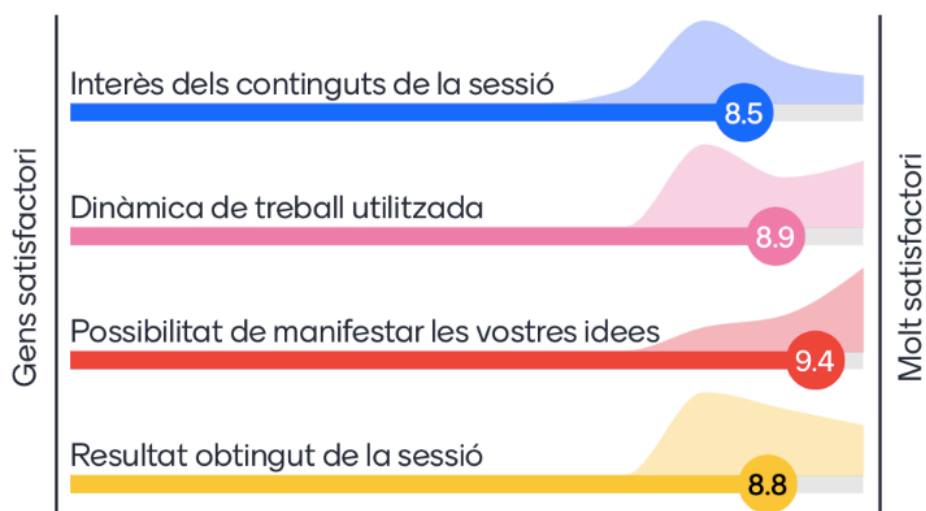 Gens satisfactori
Interès dels continguts de la sessió
8.5
Dinàmica de treball utilitzada
8.9
Possibilitat de manifestar les vostres idees
9.4
Resultat obtingut de la sessió
8.8
Molt satisfactori